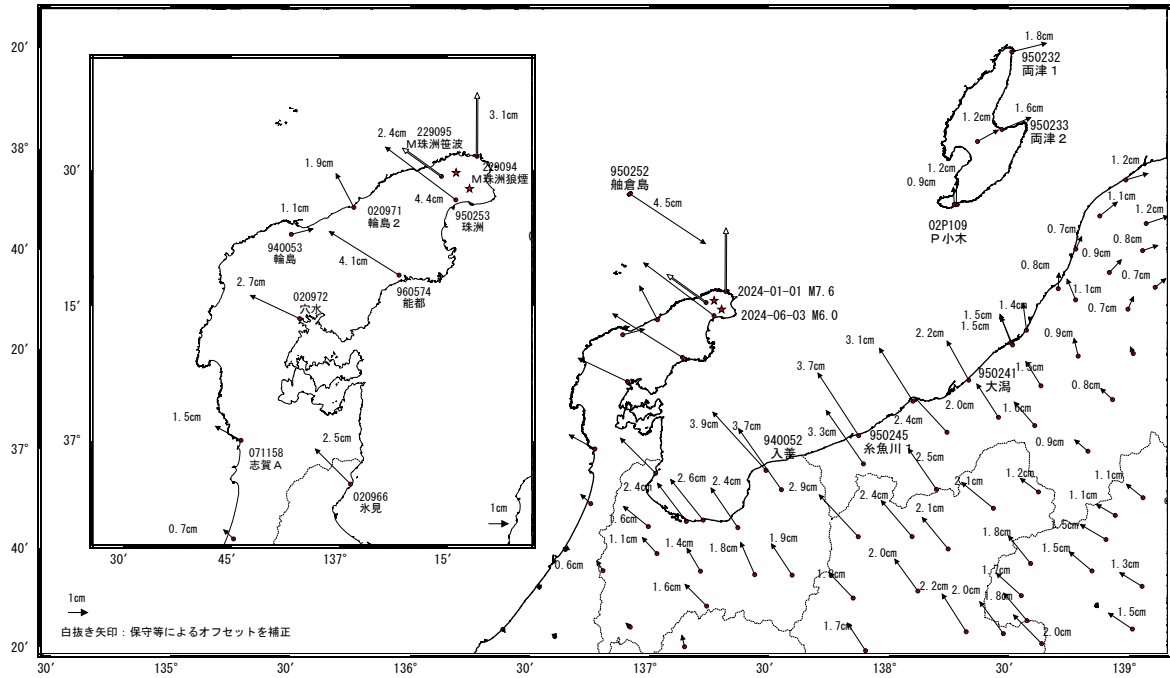 20′
38°
40′
20′
37°
40′
20′
30′
135°
30′
136°
30′
137°
30′
138°
30′
139°
30′
15′
37°
30′
45′
137°
15′
3.1cm
2.4cm
229095
M珠洲笹波
229094
M珠洲狼煙
1.9cm
4.4cm
950253
珠洲
020971
輪島2
1.1cm
940053
輪島
4.1cm
960574
能都
2.7cm
020972
穴水
1.5cm
071158
志賀A
2.5cm
020966
氷見
0.7cm
1cm
1cm
白抜き矢印:保守等によるオフセットを補正
1.8cm
950232
両津1
1.6cm
1.2cm
950233
両津2
1.2cm
0.9cm
02P109
P小木
950252
舳倉島
4.5cm
2024-01-01 M7.6
2024-06-03 M6.0
1.2cm
1.1cm
1.2cm
0.7cm
0.9cm
0.8cm
0.8cm
0.7cm
1.1cm
0.7cm
1.4cm
1.5cm
1.5cm
0.9cm
2.2cm
3.1cm
950241
大潟
1.5cm
0.8cm
3.7cm
2.0cm
1.6cm
2.4cm
3.9cm
3.7cm
940052
入善
3.3cm
950245
糸魚川1
0.9cm
2.5cm
1.2cm
1.1cm
2.4cm
2.6cm
2.4cm
2.9cm
2.4cm
2.1cm
2.1cm
1.1cm
1.6cm
1.5cm
1.1cm
1.4cm
1.8cm
1.9cm
1.8cm
1.5cm
0.6cm
2.0cm
1.7cm
1.3cm
1.6cm
2.2cm
2.0cm
1.8cm
1.7cm
2.0cm
1.5cm